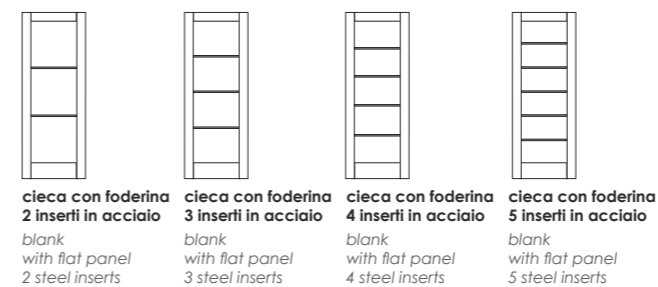 cieca con foderina
2 inserti in acciaio
blank
with flat panel
2 steel inserts
cieca con foderina
3 inserti in acciaio
blank
with flat panel
3 steel inserts
cieca con foderina
4 inserti in acciaio
blank
with flat panel
4 steel inserts
cieca con foderina
5 inserti in acciaio
blank
with flat panel
5 steel inserts